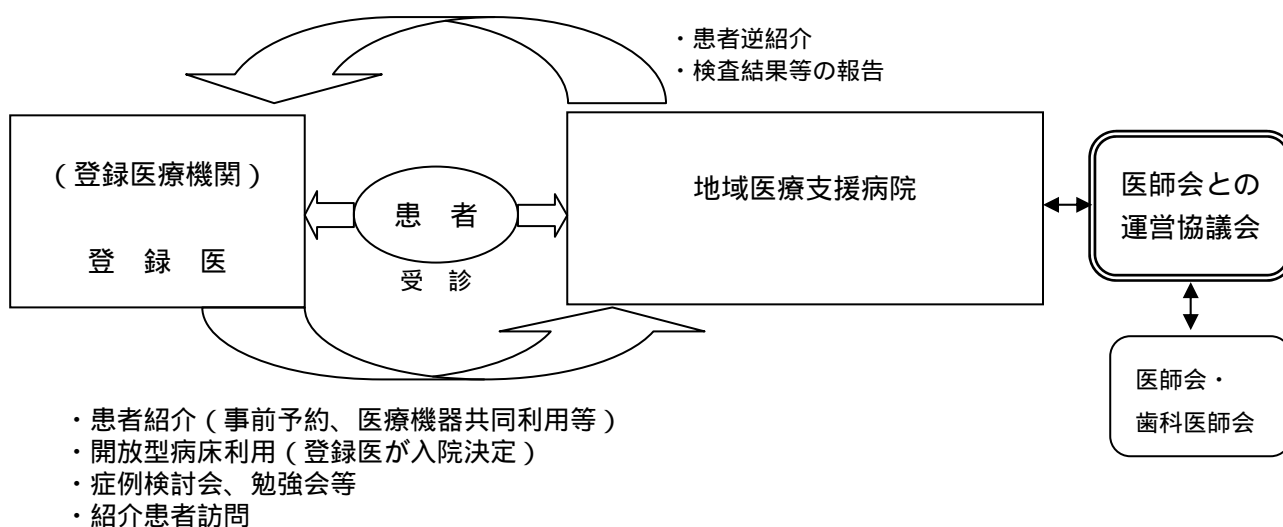 ・患者逆紹介
・検査結果等の報告
（登録医療機関）
登　録　医
患　者
受　診
地域医療支援病院
医師会との
運営協議会
医師会・
歯科医師会
・患者紹介（事前予約、医療機器共同利用等）
・開放型病床利用（登録医が入院決定）
・症例検討会、勉強会等
・紹介患者訪問